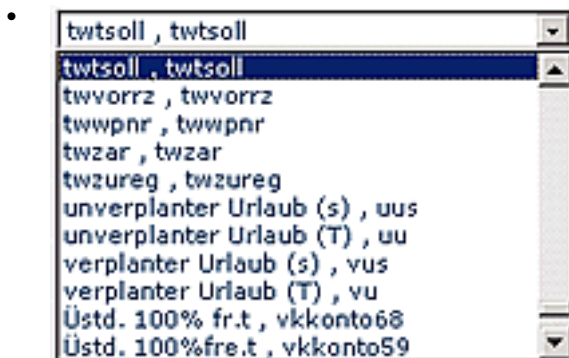 twtsoll , twtsoll
twtsoll , twtsoll
twvorrz , twvorrz
twwpnr , twwpnr
twzar , twzar
twzureg , twzureg
unverplanter Urlaub (s) , uus
unverplanter Urlaub (T) , uu
verplanter Urlaub (s) , vus
verplanter Urlaub (T) , vu
Üstd. 100% fr.t , vkkonto68
Üstd. 100%fre.t , vkkonto59